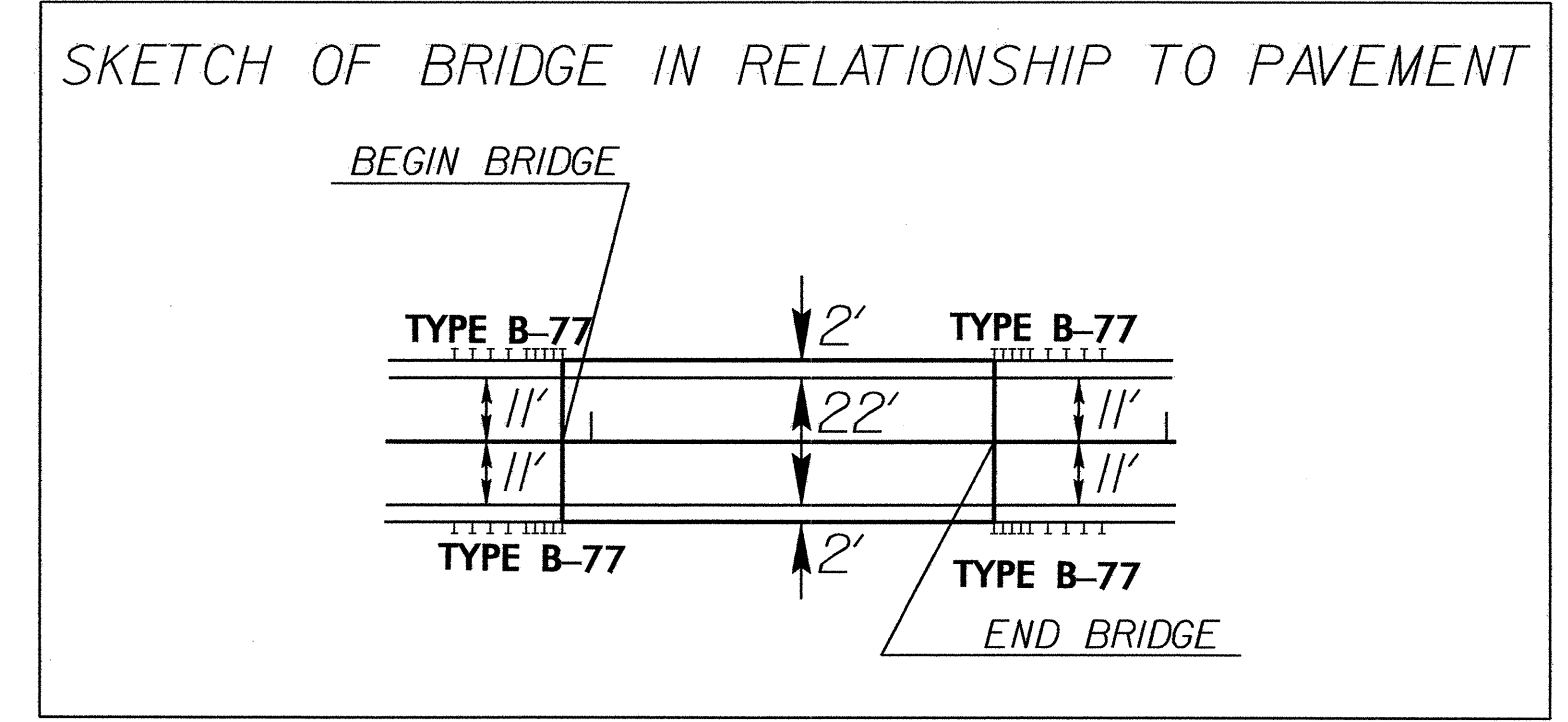 SKETCH OF BRIDGE IN RELATIONSHIP TO PAVEMENT
BEGIN BRIDGE
TYPE B–77
2'
TYPE B–77
11'
22'
11'
11'
11'
TYPE B–77
2'
TYPE B–77
END BRIDGE